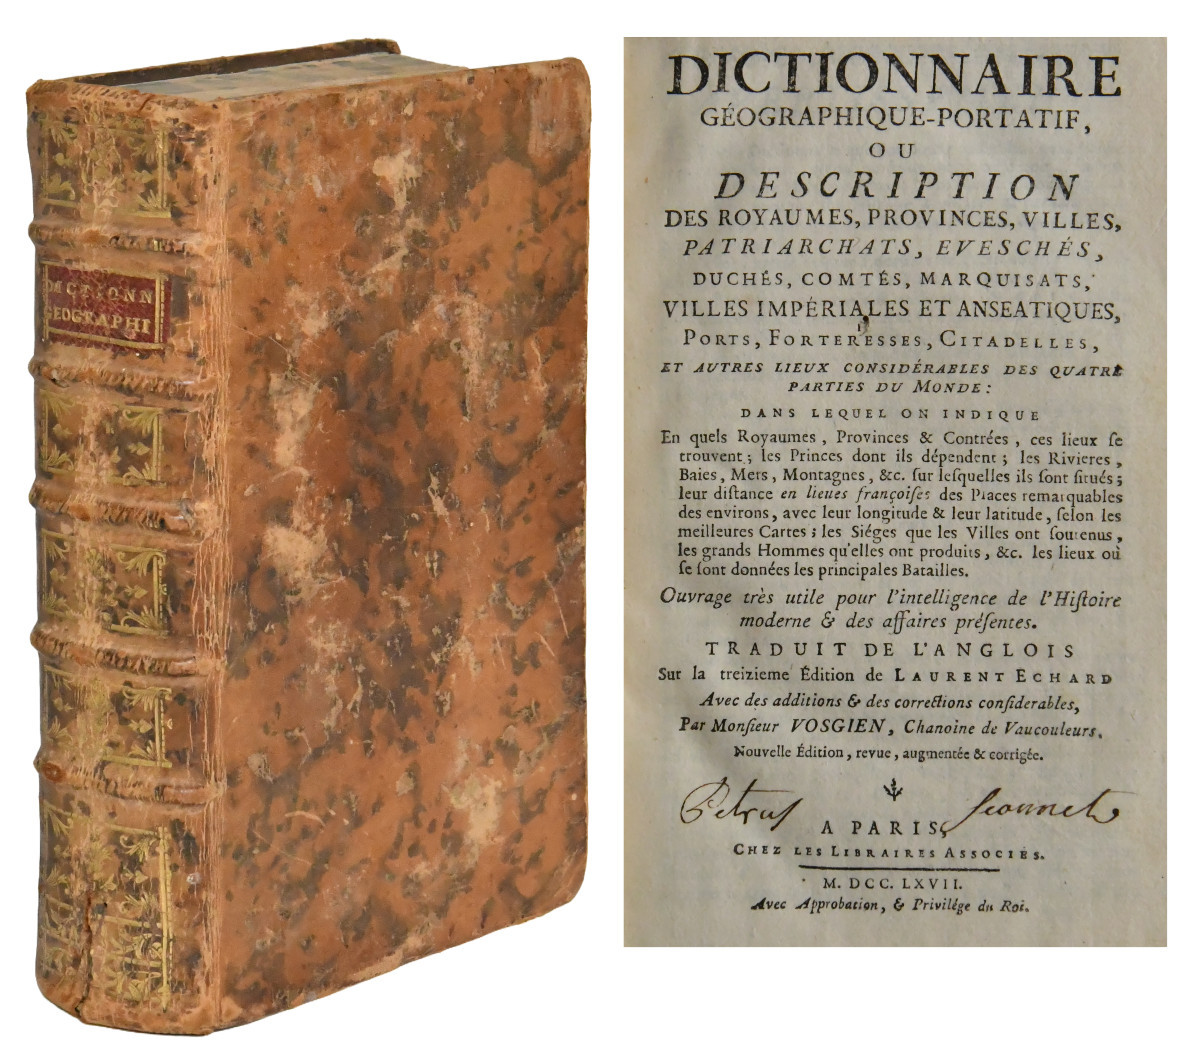 DICTIONN
GEOGRAPHI
DICTIONNAIRE
GÉOGRAPHIQUE-PORTATIF,
OU
DESCRIPTION
DES ROYAUMES, PROVINCES, VILLES,
PATRIARCHATS, EVESCHÉS,
DUCHÉS, COMTÉS, MARQUISATS,
VILLES IMPÉRIALES ET ANSEATIQUES,
PORTS, FORTERESSES, CITADELLES,
ET AUTRES LIEUX CONSIDÉRABLES DES QUATRE
PARTIES DU MONDE:
DANS LEQUEL ON INDIQUE
En quels Royaumes, Provinces & Contrées, ces lieux ſe
trouvent; les Princes dont ils dépendent; les Rivieres,
Baies, Mers, Montagnes, &c. ſur leſquelles ils ſont ſitués;
leur diſtance en lieues françoiſes des Places remarquables
des environs, avec leur longitude & leur latitude, ſelon les
meilleures Cartes; les Siéges que les Villes ont ſoutenus,
les grands Hommes qu'elles ont produits, &c. les lieux où
ſe ſont données les principales Batailles.
Ouvrage très utile pour l'intelligence de l'Hiſtoire
moderne & des affaires préſentes.
TRADUIT DE L'ANGLOIS
Sur la treizieme Édition de LAURENT ECHARD
Avec des additions & des corrections conſiderables,
Par Monſieur VOSGIEN, Chanoine de Vaucouleurs.
Nouvelle Édition, revue, augmentée & corrigée.
Petrus Jeannet
A PARIS,
CHEZ LES LIBRAIRES ASSOCIÉS.
M. DCC. LXVII.
Avec Approbation, & Privilége du Roi.